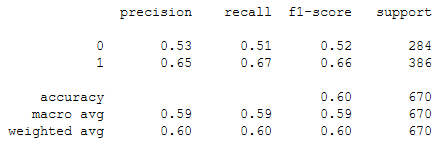 precision recall f1-score support
0 0.53 0.51 0.52 284
1 0.65 0.67 0.66 386
accuracy 0.60 670
macro avg 0.59 0.59 0.59 670
weighted avg 0.60 0.60 0.60 670